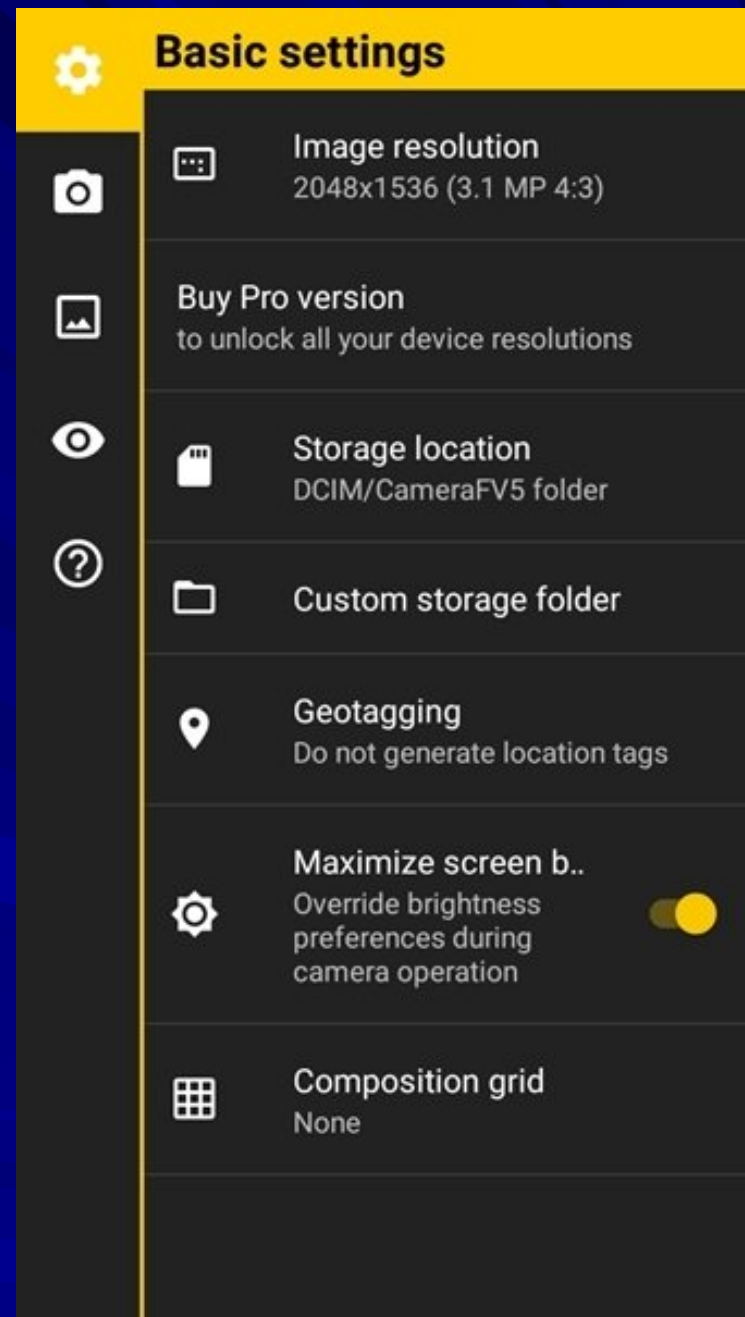 Basic settings
Image resolution
2048x1536 (3.1 MP 4:3)
Buy Pro version
to unlock all your device resolutions
Storage location
DCIM/CameraFV5 folder
Custom storage folder
Geotagging
Do not generate location tags
Maximize screen b..
Override brightness
preferences during
camera operation
Composition grid
None